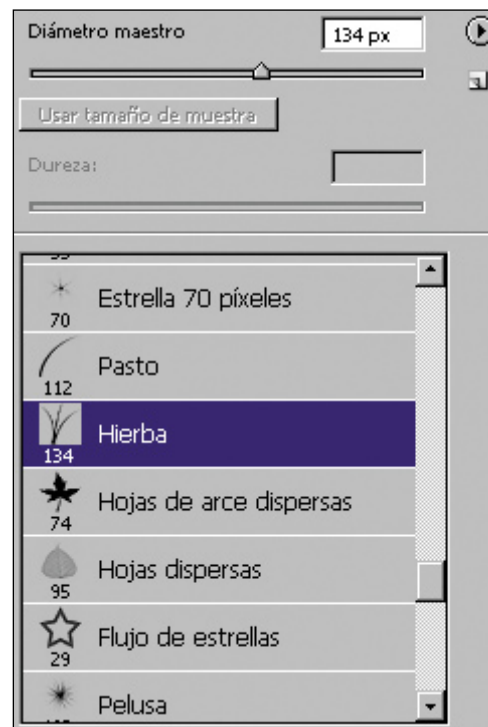 Diámetro maestro 134 px
Usar tamaño de muestra
Dureza:
Estrella 70 píxeles
70
Pasto
112
Hierba
134
Hojas de arce dispersas
74
Hojas dispersas
95
Flujo de estrellas
29
Pelusa